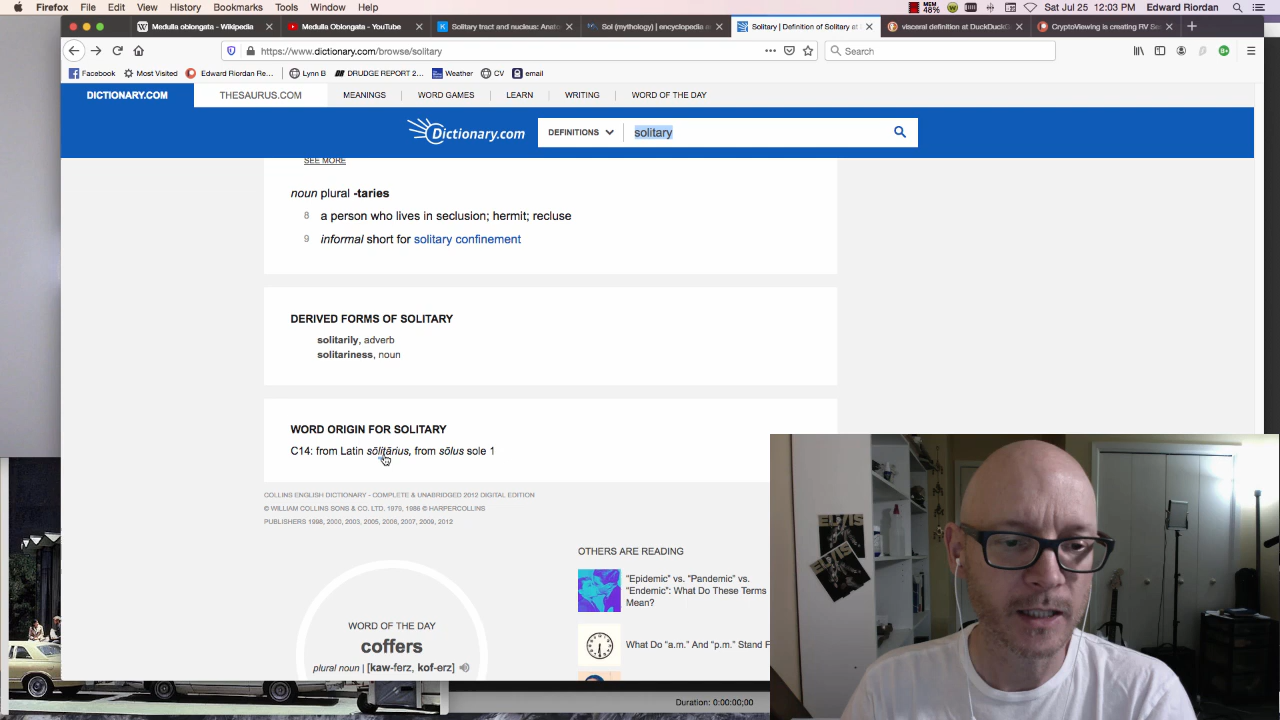 Firefox File Edit View History Bookmarks Tools Window Help
MEM 48% Sat Jul 25 12:03 PM Edward Riordan
Medulla oblongata - Wikipedia
Medulla Oblongata - YouTube
Solitary tract and nucleus: Anato
Sol (mythology) | encyclopedia
Solitary | Definition of Solitary at
visceral definition at DuckDuckG
CryptoViewing is creating RV Se
https://www.dictionary.com/browse/solitary
Search
Facebook Most Visited Edward Riordan Re... Lynn B DRUDGE REPORT 2... Weather CV email
DICTIONARY.COM THESAURUS.COM MEANINGS WORD GAMES LEARN WRITING WORD OF THE DAY
Dictionary.com DEFINITIONS solitary
SEE MORE
noun plural -taries
8 a person who lives in seclusion; hermit; recluse
9 informal short for solitary confinement
DERIVED FORMS OF SOLITARY
solitarily, adverb
solitariness, noun
WORD ORIGIN FOR SOLITARY
C14: from Latin sōlitārius, from sōlus sole 1
COLLINS ENGLISH DICTIONARY - COMPLETE & UNABRIDGED 2012 DIGITAL EDITION
© WILLIAM COLLINS SONS & CO. LTD. 1979, 1986 © HARPERCOLLINS
PUBLISHERS 1998, 2000, 2003, 2005, 2006, 2007, 2009, 2012
WORD OF THE DAY
coffers
plural noun | [kaw-ferz, kof-erz]
OTHERS ARE READING
"Epidemic" vs. "Pandemic" vs.
"Endemic": What Do These Terms
Mean?
What Do "a.m." And "p.m." Stand F
Duration: 0:00:00;00
ELVIS
ELVIS